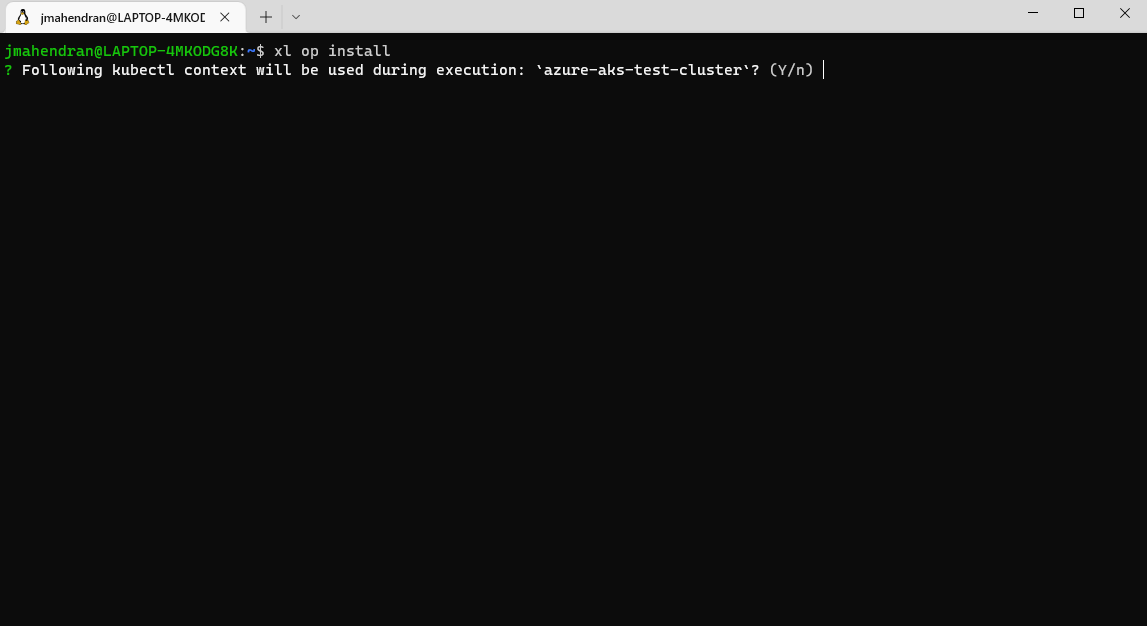 jmahendran@LAPTOP-4MKOD
jmahendran@LAPTOP-4MKODG8K:~$ xl op install
? Following kubectl context will be used during execution: `azure-aks-test-cluster`? (Y/n)